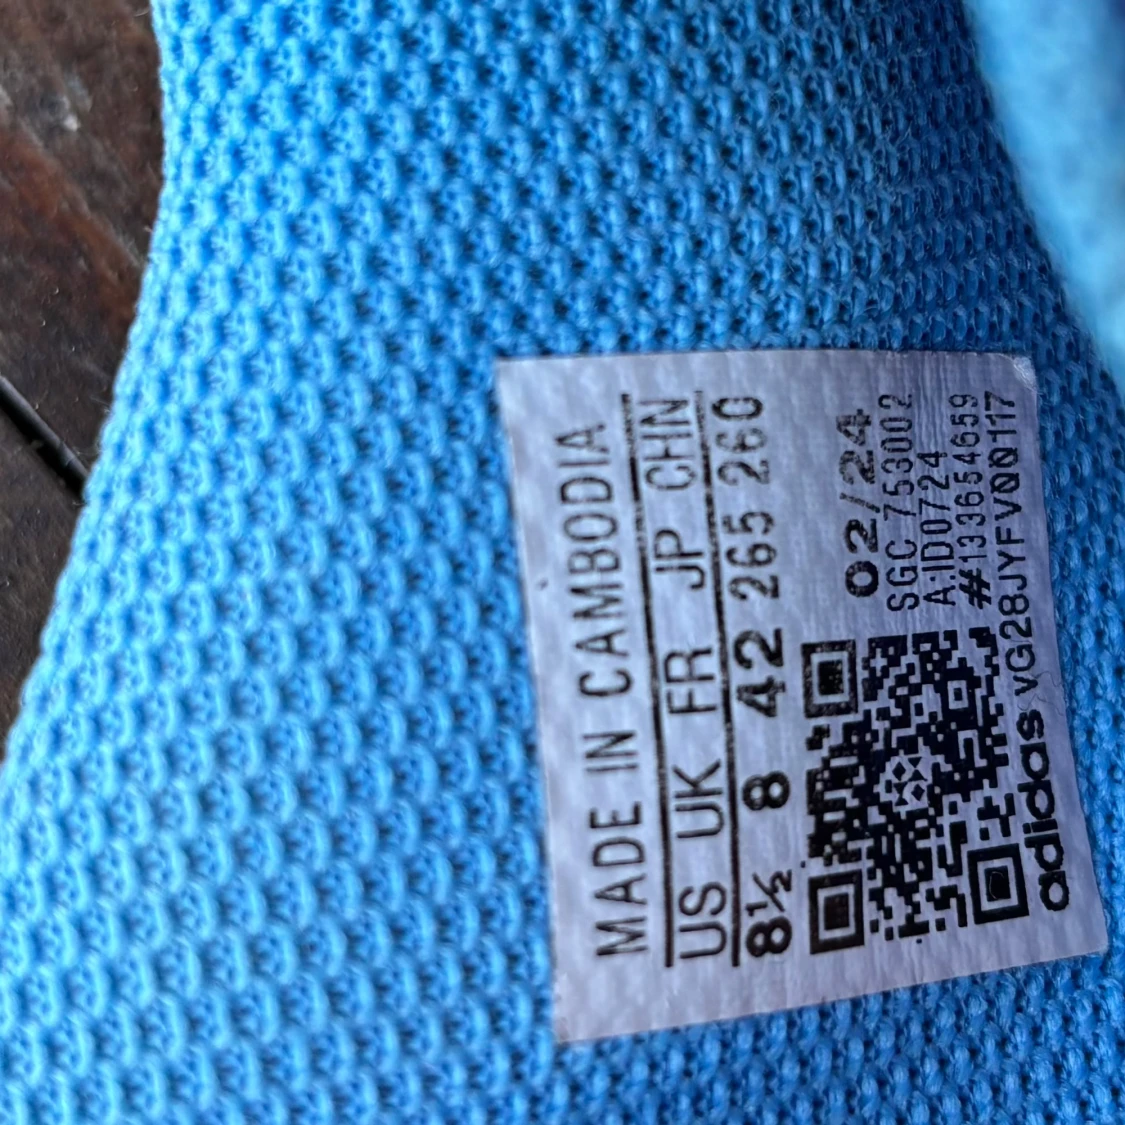 MADE IN CAMBODIA
US UK FR JP CHN
8½ 8 42 265 260
02/24
SGC 753002
A:ID0724
#133654659
adidas VG28JYFV00117